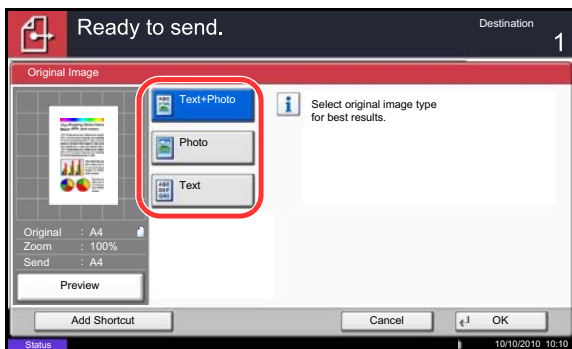 Ready to send.
Destination
1
Original Image
Text+Photo
Photo
Text
Select original image type
for best results.
Original : A4
Zoom : 100%
Send : A4
Preview
Add Shortcut
Cancel
OK
Status
10/10/2010 10:10